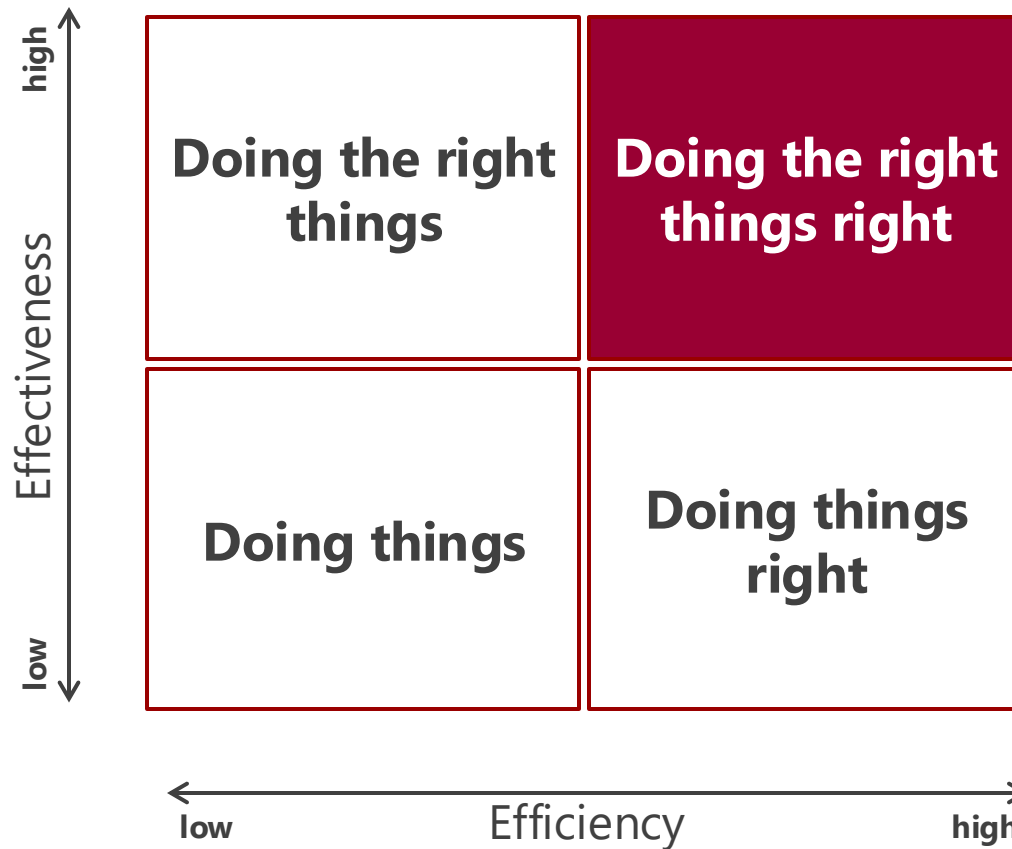 high
Doing the right
things
Doing the right
things right
Effectiveness
Doing things
Doing things
right
low
low
Efficiency
high